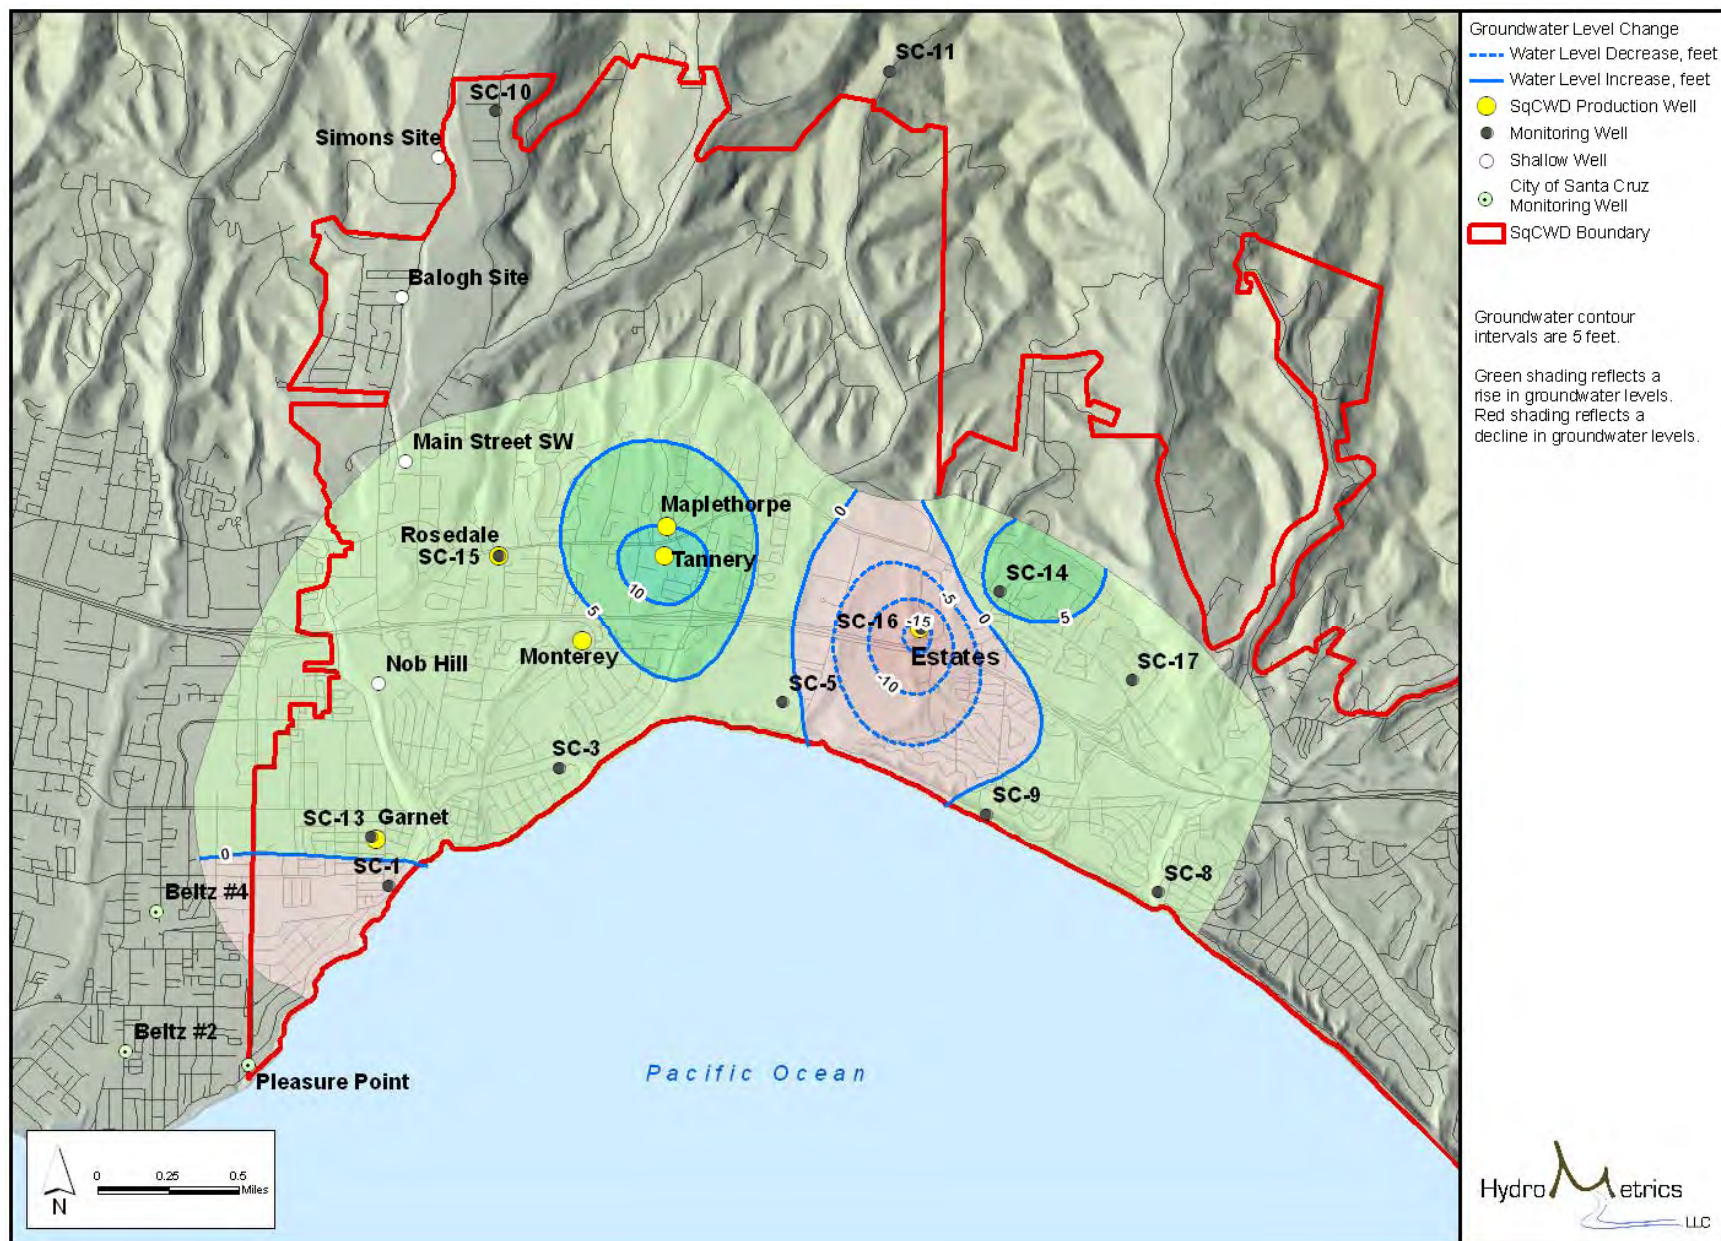 SC-11
SC-10
Simons Site
Balogh Site
Main Street SW
Maplethorpe
Rosedale
SC-15
Tannery
10
5
Monterey
Nob Hill
0
-5
0
SC-14
5
SC-16
-15
Estates
-10
SC-17
SC-5
SC-3
SC-9
SC-13
Garnet
0
SC-1
SC-8
Beltz #4
Beltz #2
Pleasure Point
Pacific Ocean
N
0
0.25
0.5
Miles
Groundwater Level Change
Water Level Decrease, feet
Water Level Increase, feet
SqCWD Production Well
Monitoring Well
Shallow Well
City of Santa Cruz
Monitoring Well
SqCWD Boundary
Groundwater contour
intervals are 5 feet.
Green shading reflects a
rise in groundwater levels.
Red shading reflects a
decline in groundwater levels.
HydroMetrics
LLC